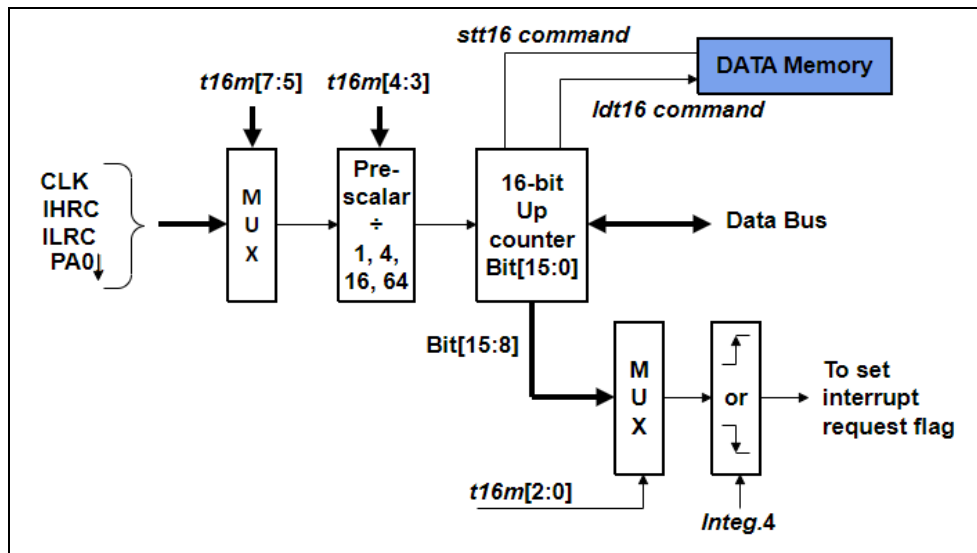 stt16 command
DATA Memory
t16m[7:5]
t16m[4:3]
ldt16 command
CLK
IHRC
ILRC
PA0
M
U
X
Pre-
scalar
÷
1, 4,
16, 64
16-bit
Up
counter
Bit[15:0]
Data Bus
Bit[15:8]
M
U
X
or
To set
interrupt
request flag
t16m[2:0]
Integ.4